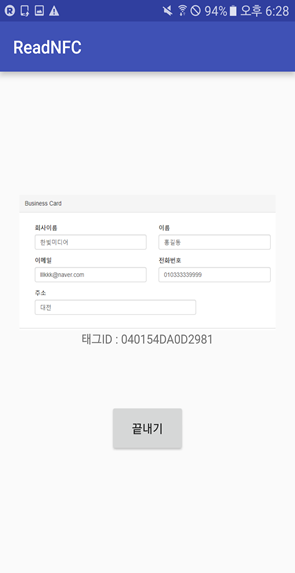 94% 오후 6:28
ReadNFC
Business Card
회사이름 이름
한빛미디어 홍길동
이메일 전화번호
lllkkk@naver.com 010333339999
주소
대전
태그ID : 040154DA0D2981
끝내기